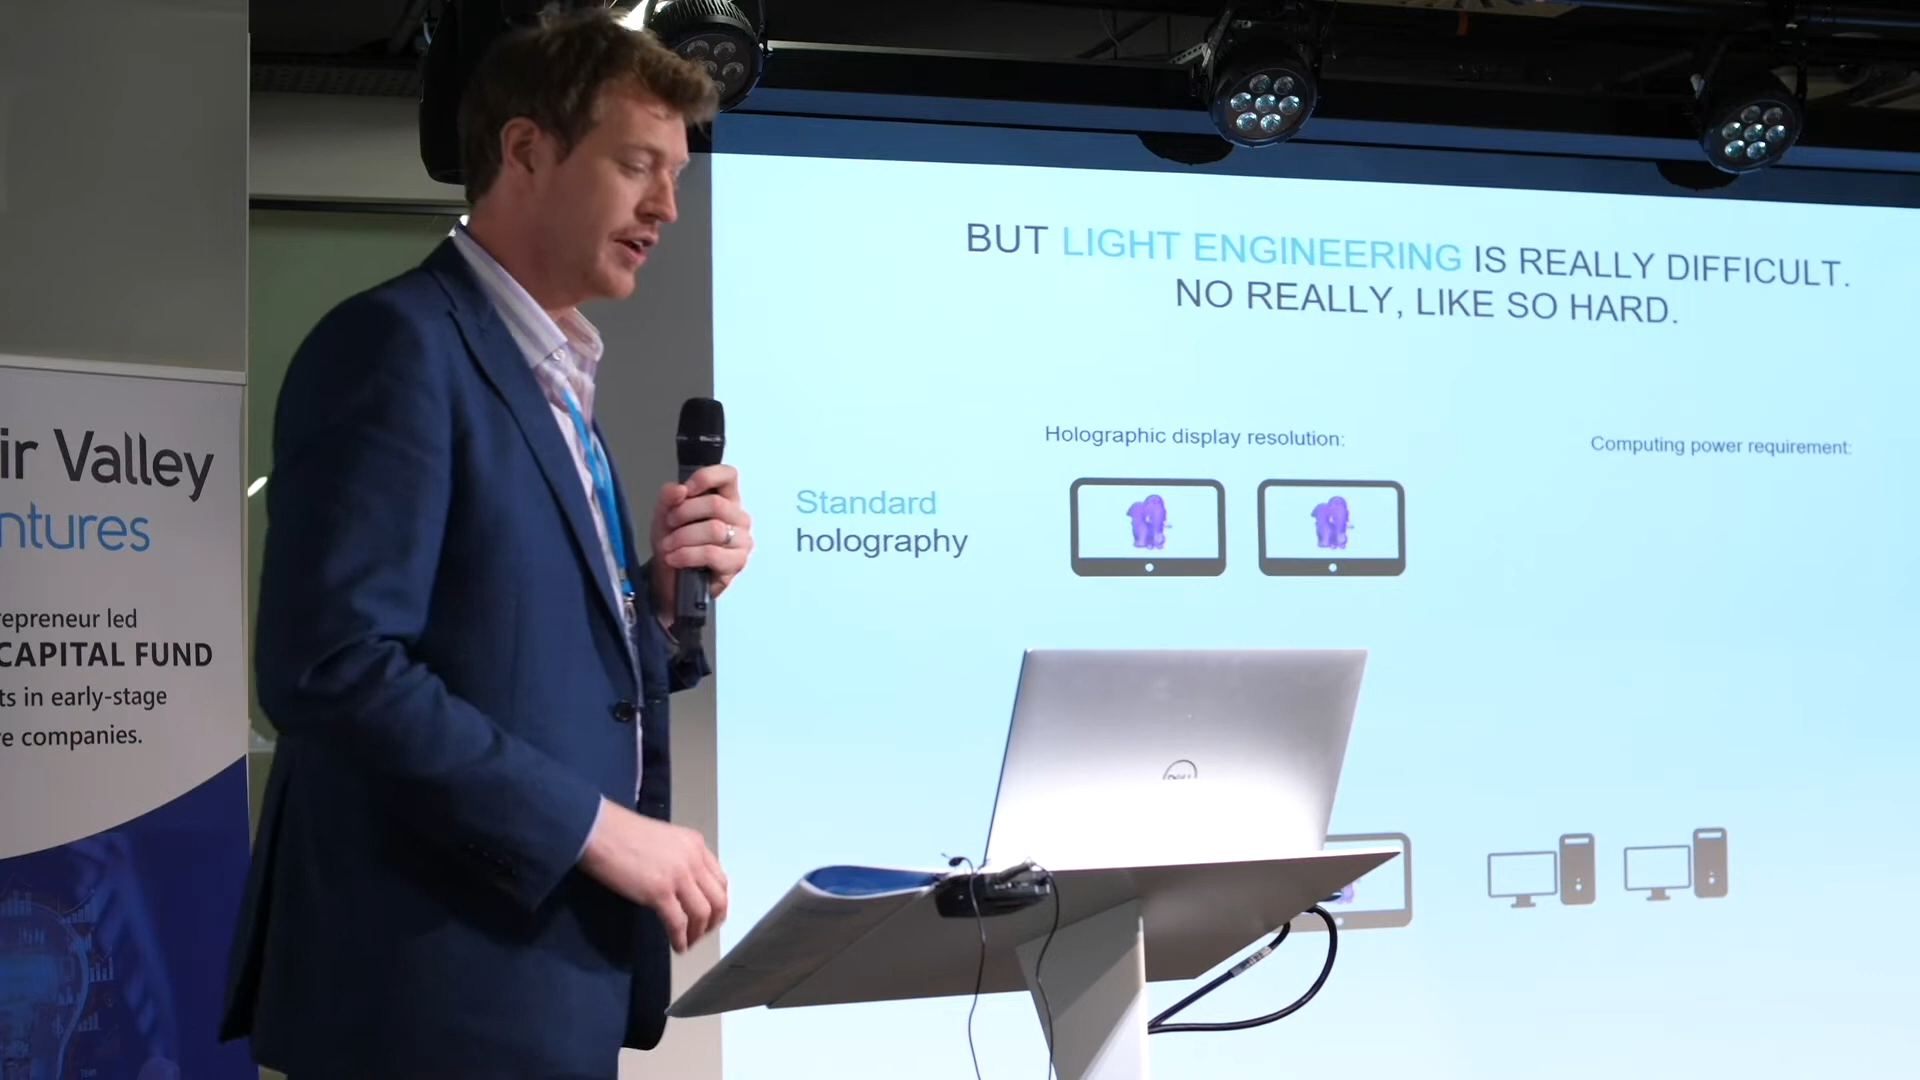 BUT LIGHT ENGINEERING IS REALLY DIFFICULT.
NO REALLY, LIKE SO HARD.
Holographic display resolution:
Computing power requirement:
Standard
holography
ir Valley
ntures
repreneur led
CAPITAL FUND
ts in early-stage
e companies.
DELL